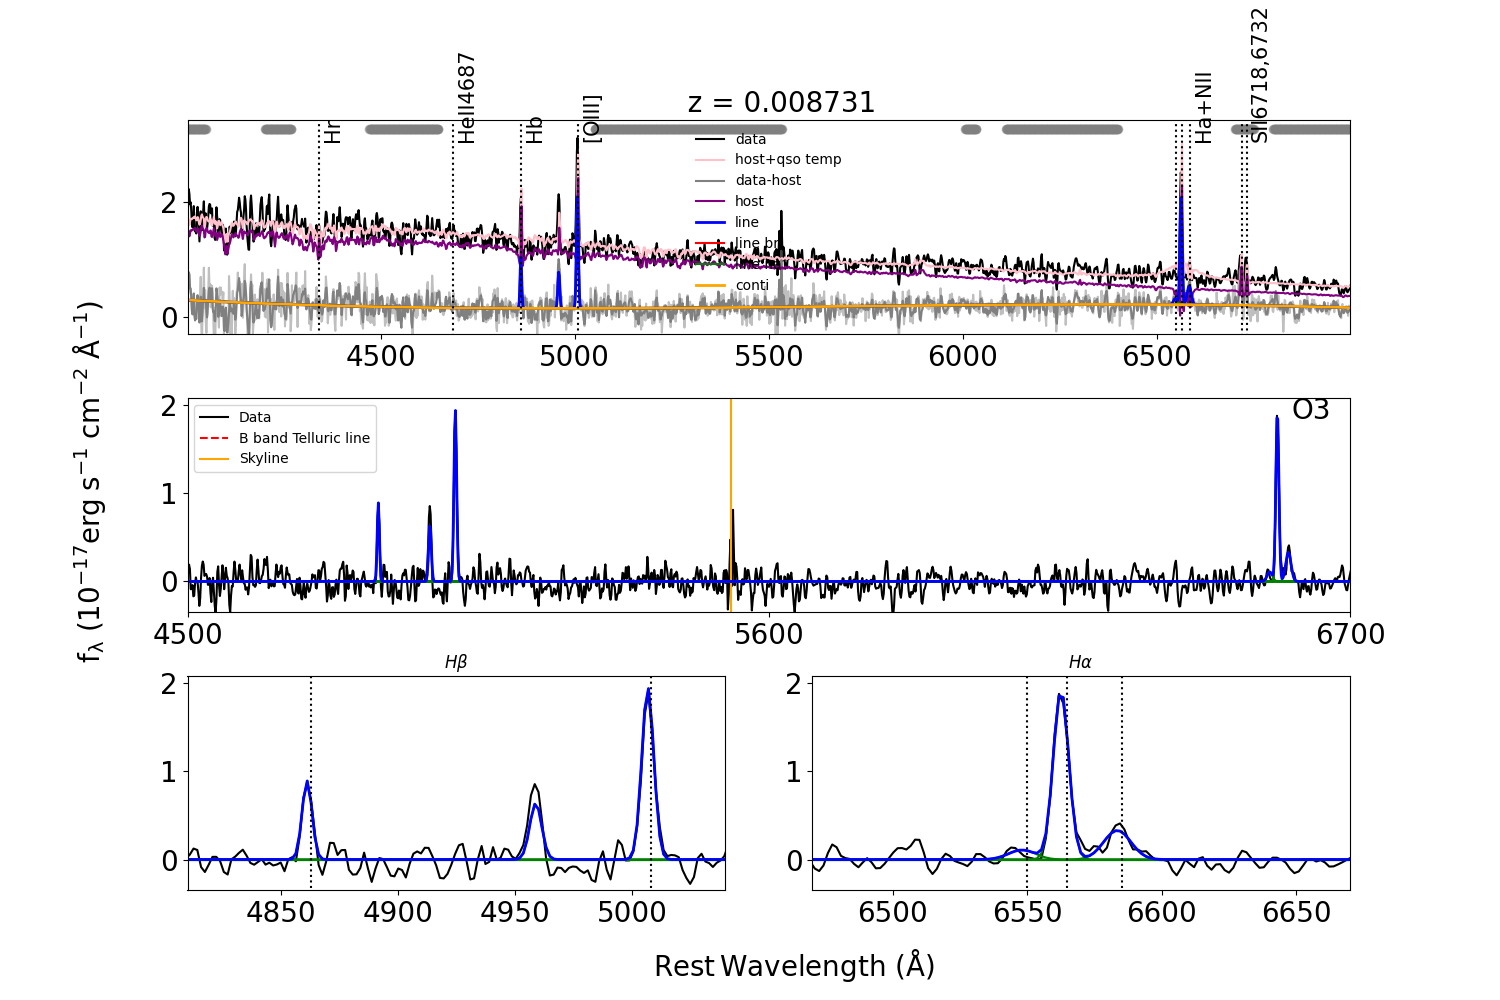 z = 0.008731
Hr
HeII4687
Hb
[OIII]
Ha+NII
SII6718,6732
data
host+qso temp
data-host
host
line
line br
conti
2
0
4500
5000
5500
6000
6500
f_λ (10⁻¹⁷erg s⁻¹ cm⁻² Å⁻¹)
Data
B band Telluric line
Skyline
O3
2
1
0
4500
5600
6700
Hβ
2
1
0
4850
4900
4950
5000
Hα
2
1
0
6500
6550
6600
6650
Rest Wavelength (Å)